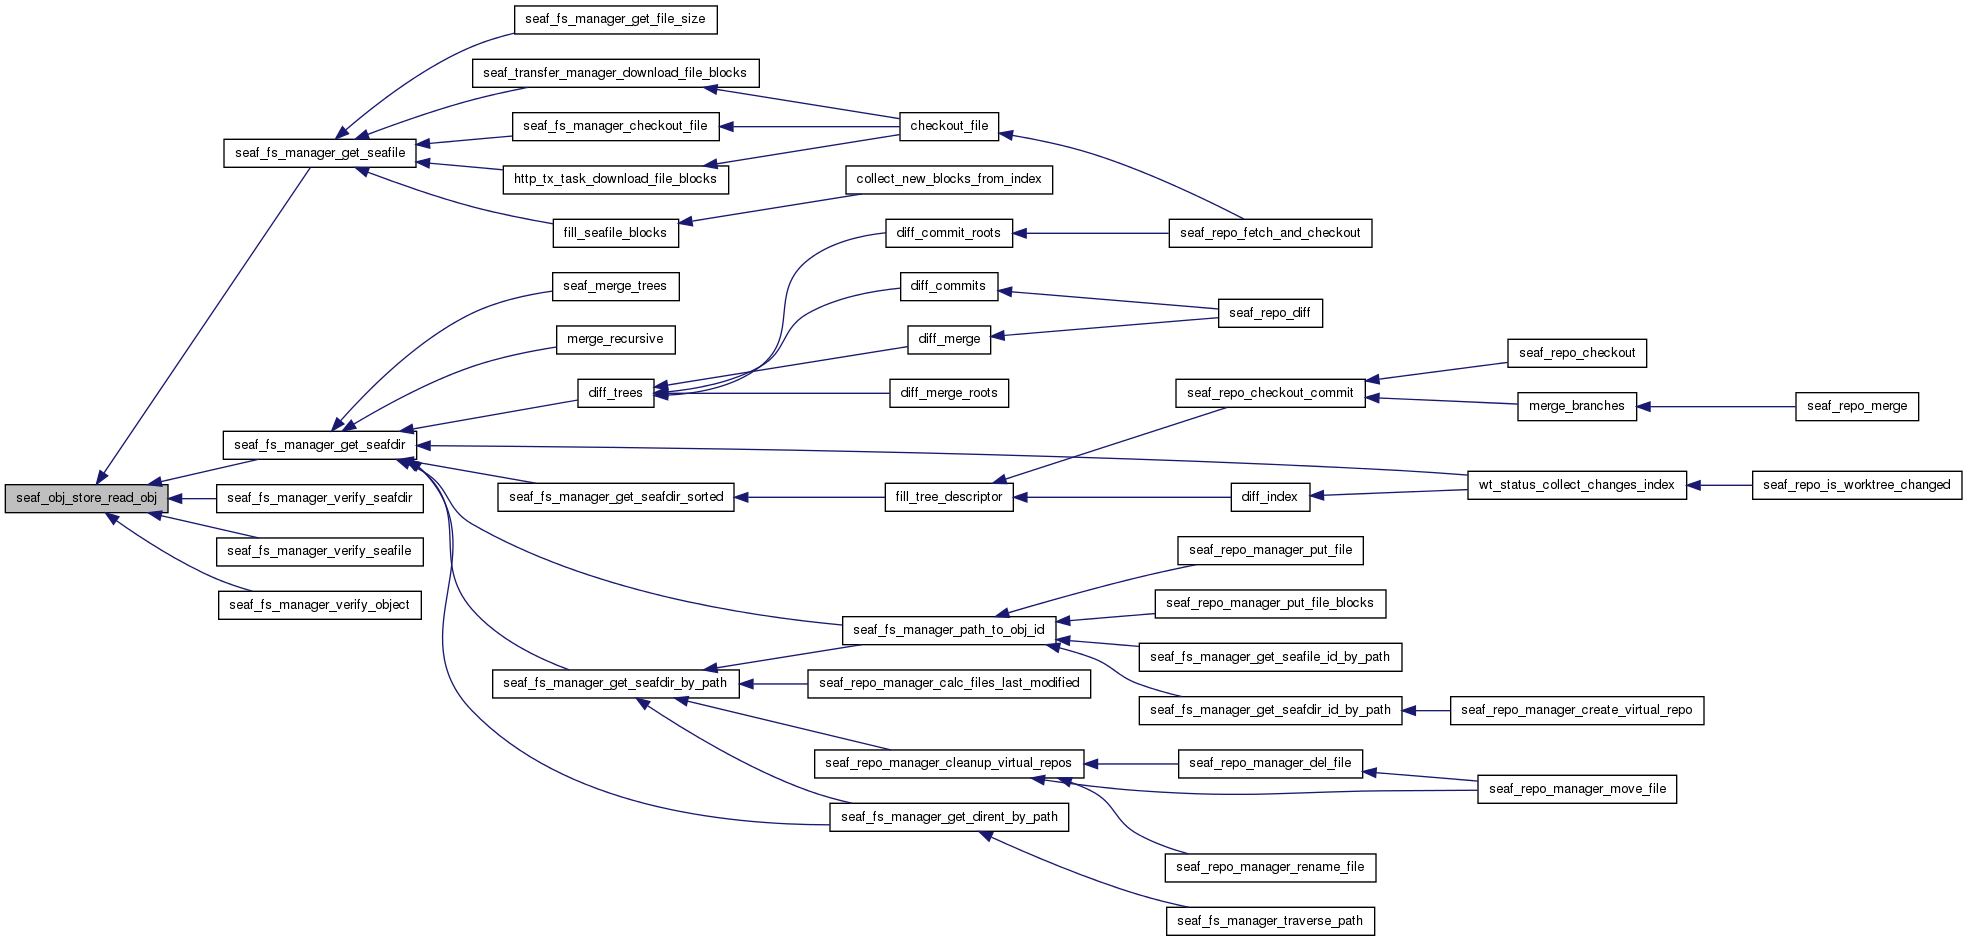 seaf_fs_manager_get_file_size
seaf_transfer_manager_download_file_blocks
seaf_fs_manager_checkout_file
checkout_file
seaf_fs_manager_get_seafile
http_tx_task_download_file_blocks
collect_new_blocks_from_index
fill_seafile_blocks
diff_commit_roots
seaf_repo_fetch_and_checkout
seaf_merge_trees
diff_commits
seaf_repo_diff
merge_recursive
diff_merge
seaf_repo_checkout
diff_trees
diff_merge_roots
seaf_repo_checkout_commit
merge_branches
seaf_repo_merge
seaf_fs_manager_get_seafdir
seaf_obj_store_read_obj
seaf_fs_manager_verify_seafdir
seaf_fs_manager_get_seafdir_sorted
fill_tree_descriptor
diff_index
wt_status_collect_changes_index
seaf_repo_is_worktree_changed
seaf_fs_manager_verify_seafile
seaf_repo_manager_put_file
seaf_fs_manager_verify_object
seaf_repo_manager_put_file_blocks
seaf_fs_manager_path_to_obj_id
seaf_fs_manager_get_seafile_id_by_path
seaf_fs_manager_get_seafdir_by_path
seaf_repo_manager_calc_files_last_modified
seaf_fs_manager_get_seafdir_id_by_path
seaf_repo_manager_create_virtual_repo
seaf_repo_manager_cleanup_virtual_repos
seaf_repo_manager_del_file
seaf_repo_manager_move_file
seaf_fs_manager_get_dirent_by_path
seaf_repo_manager_rename_file
seaf_fs_manager_traverse_path